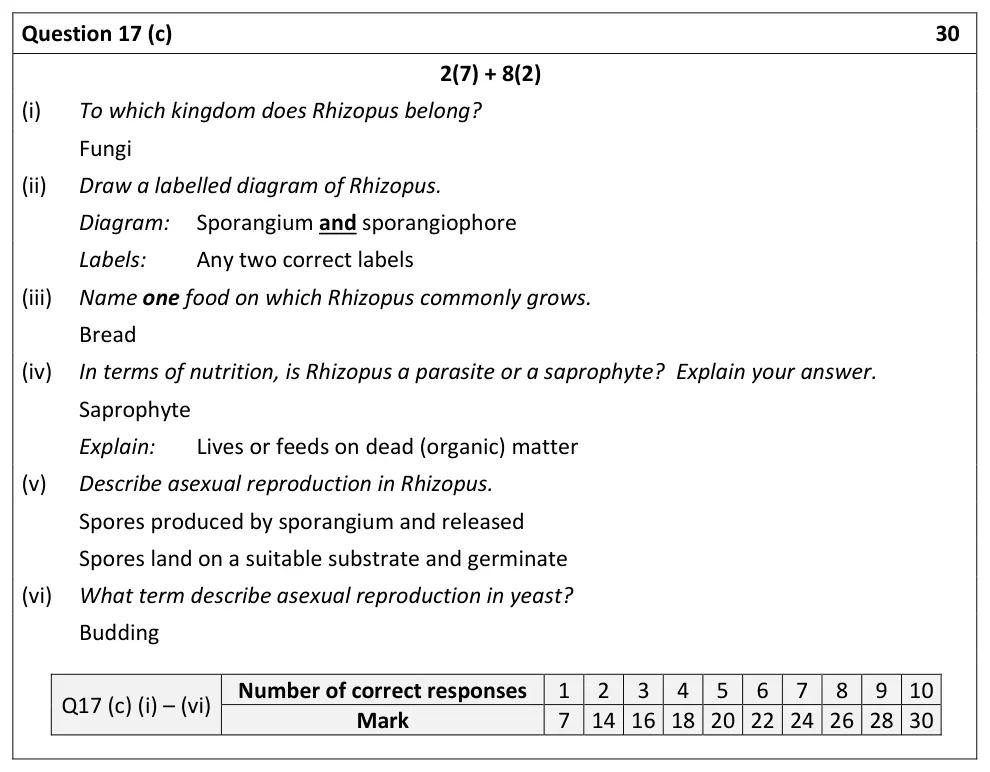 Question 17 (c) 30
2(7) + 8(2)
(i) To which kingdom does Rhizopus belong?
Fungi
(ii) Draw a labelled diagram of Rhizopus.
Diagram: Sporangium and sporangiophore
Labels: Any two correct labels
(iii) Name one food on which Rhizopus commonly grows.
Bread
(iv) In terms of nutrition, is Rhizopus a parasite or a saprophyte? Explain your answer.
Saprophyte
Explain: Lives or feeds on dead (organic) matter
(v) Describe asexual reproduction in Rhizopus.
Spores produced by sporangium and released
Spores land on a suitable substrate and germinate
(vi) What term describe asexual reproduction in yeast?
Budding
Q17 (c) (i) – (vi)
Number of correct responses 1 2 3 4 5 6 7 8 9 10
Mark 7 14 16 18 20 22 24 26 28 30